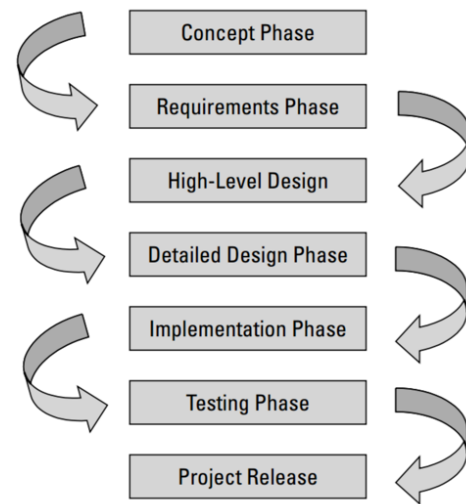 Concept Phase
Requirements Phase
High-Level Design
Detailed Design Phase
Implementation Phase
Testing Phase
Project Release